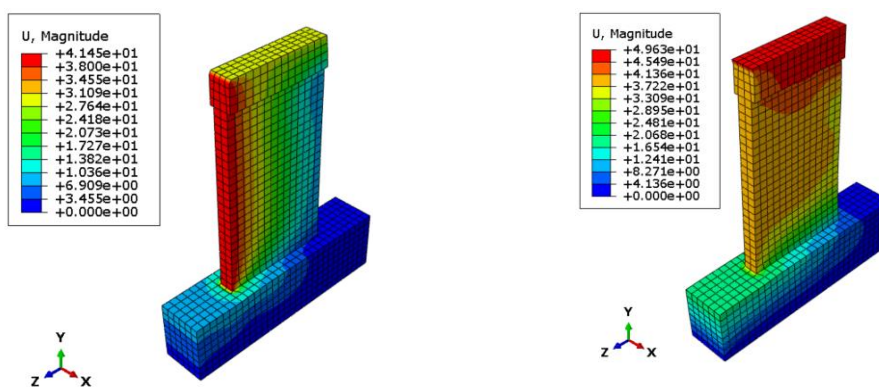 U, Magnitude
+4.145e+01
+3.800e+01
+3.455e+01
+3.109e+01
+2.764e+01
+2.418e+01
+2.073e+01
+1.727e+01
+1.382e+01
+1.036e+01
+6.909e+00
+3.455e+00
+0.000e+00
Y
Z
X
U, Magnitude
+4.963e+01
+4.549e+01
+4.136e+01
+3.722e+01
+3.309e+01
+2.895e+01
+2.481e+01
+2.068e+01
+1.654e+01
+1.241e+01
+8.271e+00
+4.136e+00
+0.000e+00
Y
Z
X